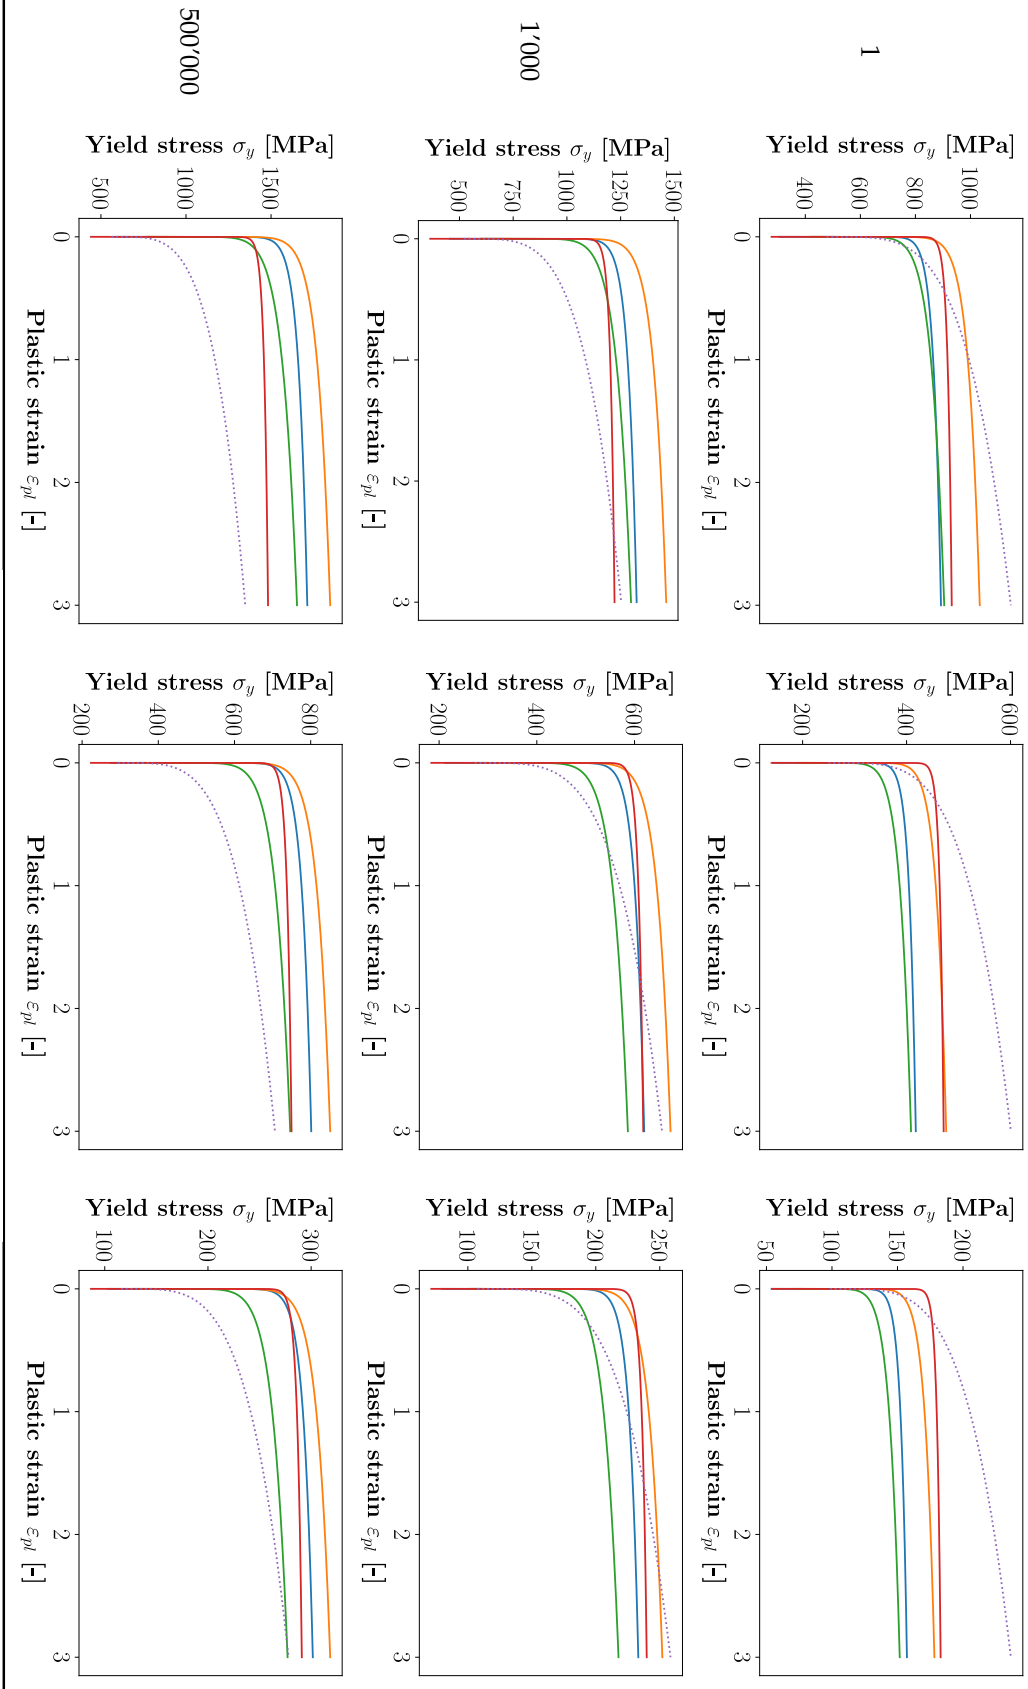 1
Yield stress σ_y [MPa]
1000
800
600
400
0 1 2 3
Plastic strain ε_pl [-]
Yield stress σ_y [MPa]
600
400
200
0 1 2 3
Plastic strain ε_pl [-]
Yield stress σ_y [MPa]
200
150
100
50
0 1 2 3
Plastic strain ε_pl [-]
1'000
Yield stress σ_y [MPa]
1500
1250
1000
750
500
0 1 2 3
Plastic strain ε_pl [-]
Yield stress σ_y [MPa]
600
400
200
0 1 2 3
Plastic strain ε_pl [-]
Yield stress σ_y [MPa]
250
200
150
100
0 1 2 3
Plastic strain ε_pl [-]
500'000
Yield stress σ_y [MPa]
1500
1000
500
0 1 2 3
Plastic strain ε_pl [-]
Yield stress σ_y [MPa]
800
600
400
200
0 1 2 3
Plastic strain ε_pl [-]
Yield stress σ_y [MPa]
300
200
100
0 1 2 3
Plastic strain ε_pl [-]